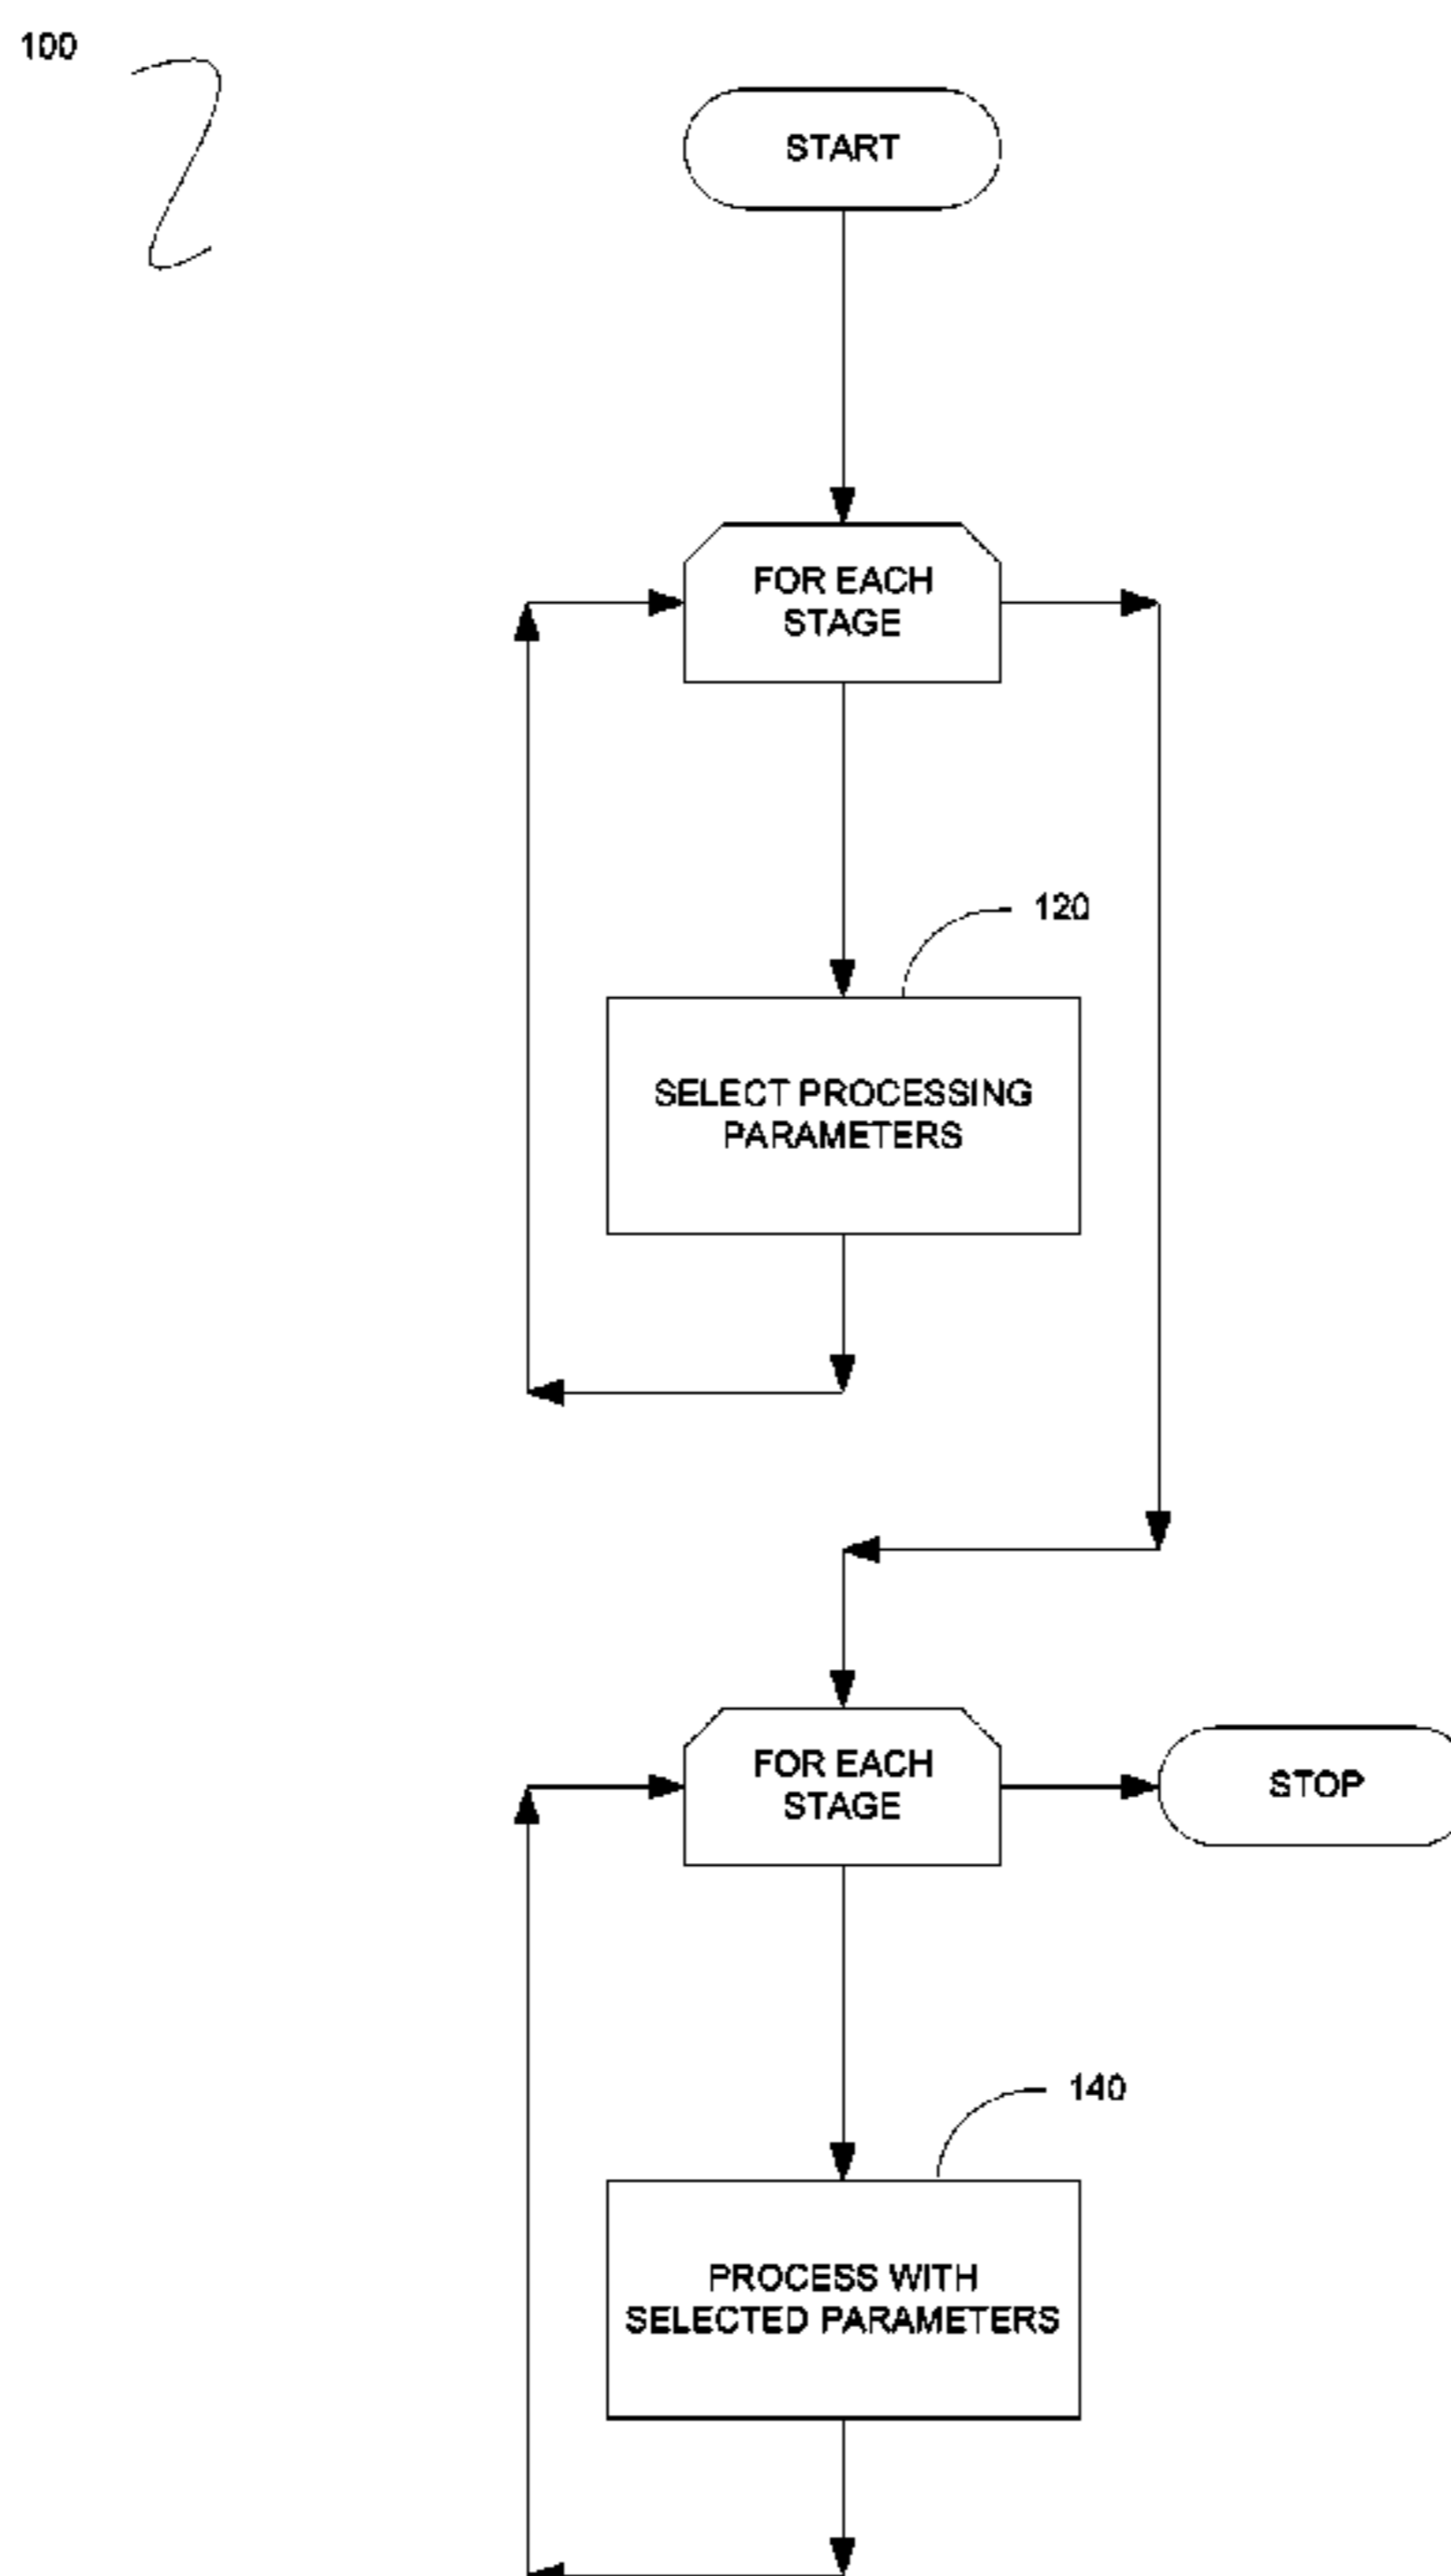 100
START
FOR EACH
STAGE
120
SELECT PROCESSING
PARAMETERS
FOR EACH
STAGE
STOP
140
PROCESS WITH
SELECTED PARAMETERS